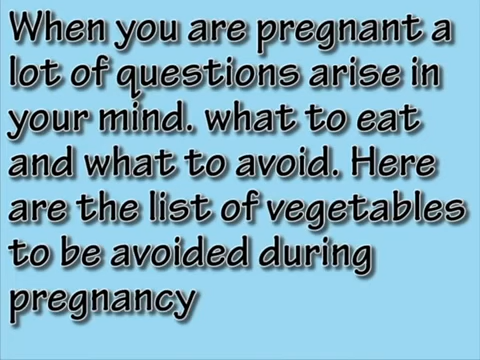 When you are pregnant a
lot of questions arise in
your mind. what to eat
and what to avoid. Here
are the list of vegetables
to be avoided during
pregnancy